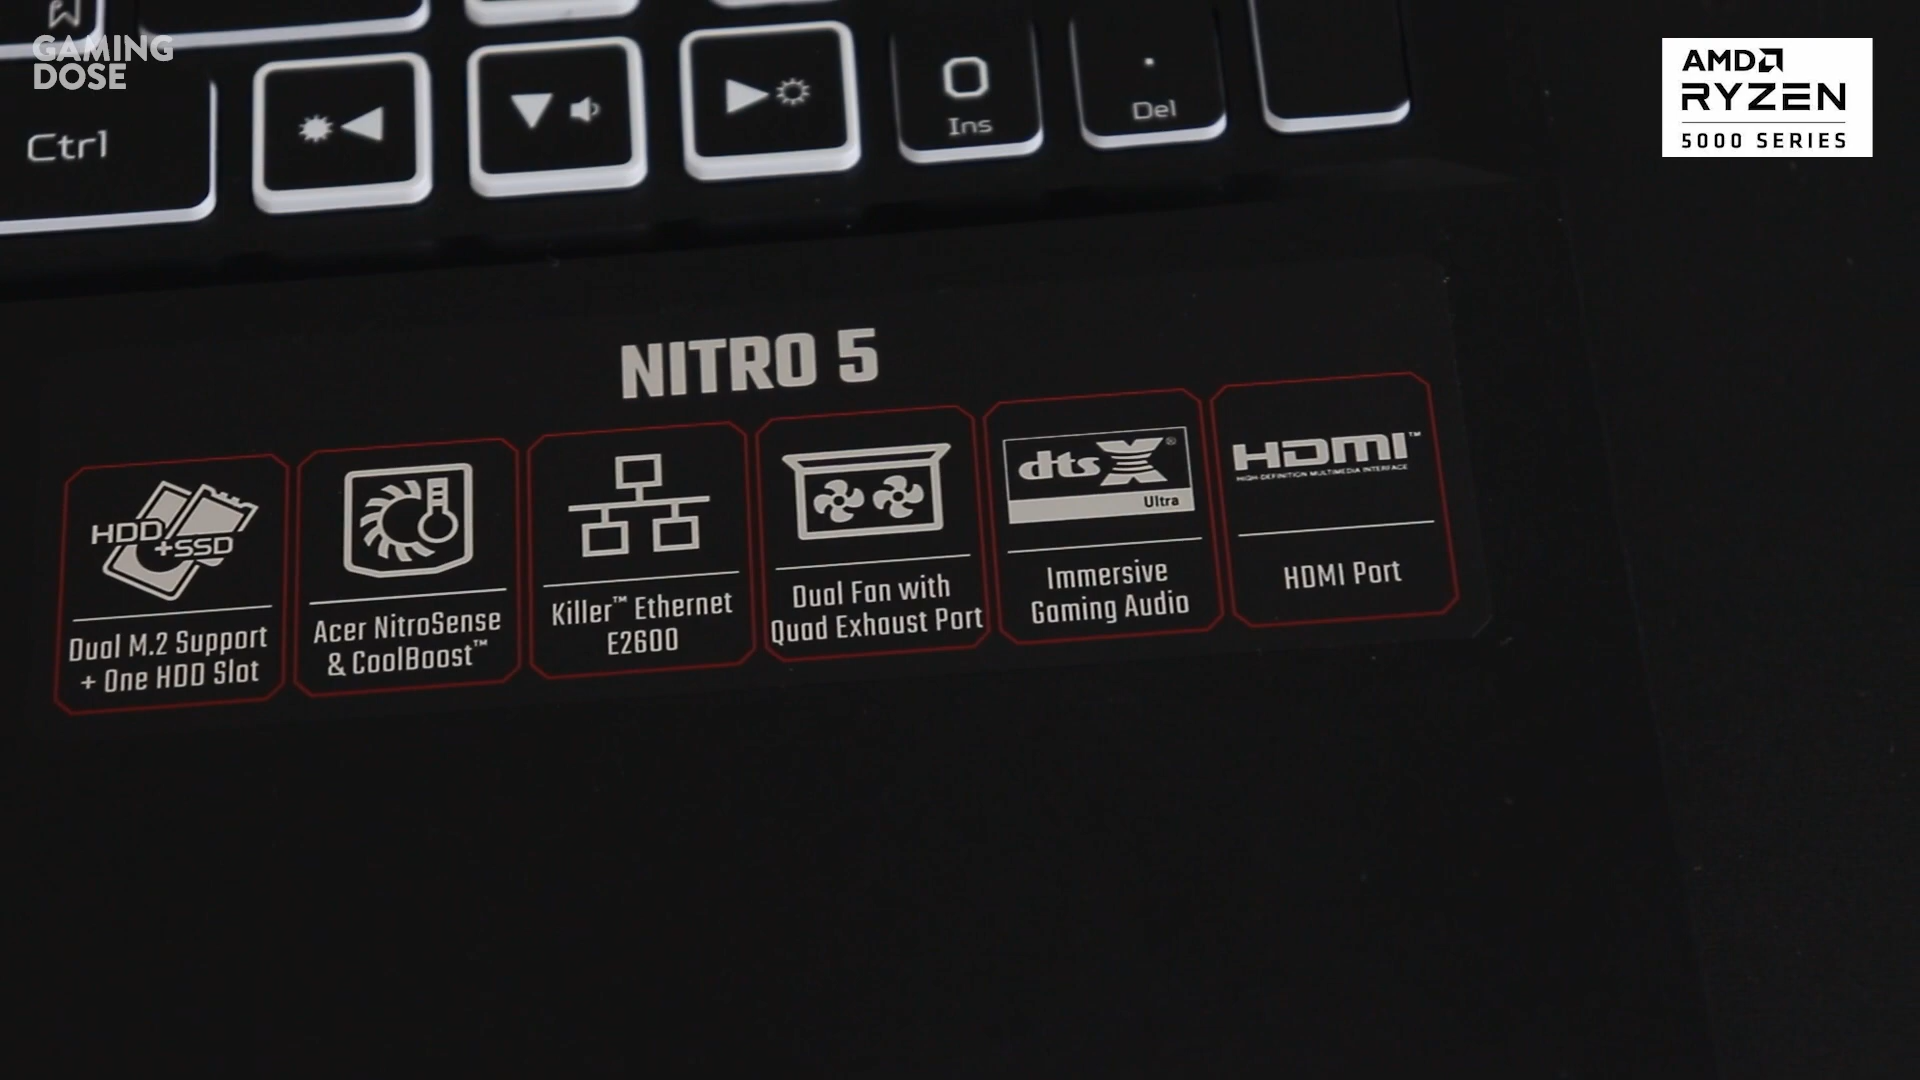 GAMING
DOSE
AMD
RYZEN
5000 SERIES
Ctrl
0
Ins
.
Del
NITRO 5
HDD
+SSD
Dual M.2 Support
+ One HDD Slot
Acer NitroSense
& CoolBoost™
Killer™ Ethernet
E2600
Dual Fan with
Quad Exhaust Port
dts X®
Ultra
Immersive
Gaming Audio
HDMI™
HIGH-DEFINITION MULTIMEDIA INTERFACE
HDMI Port